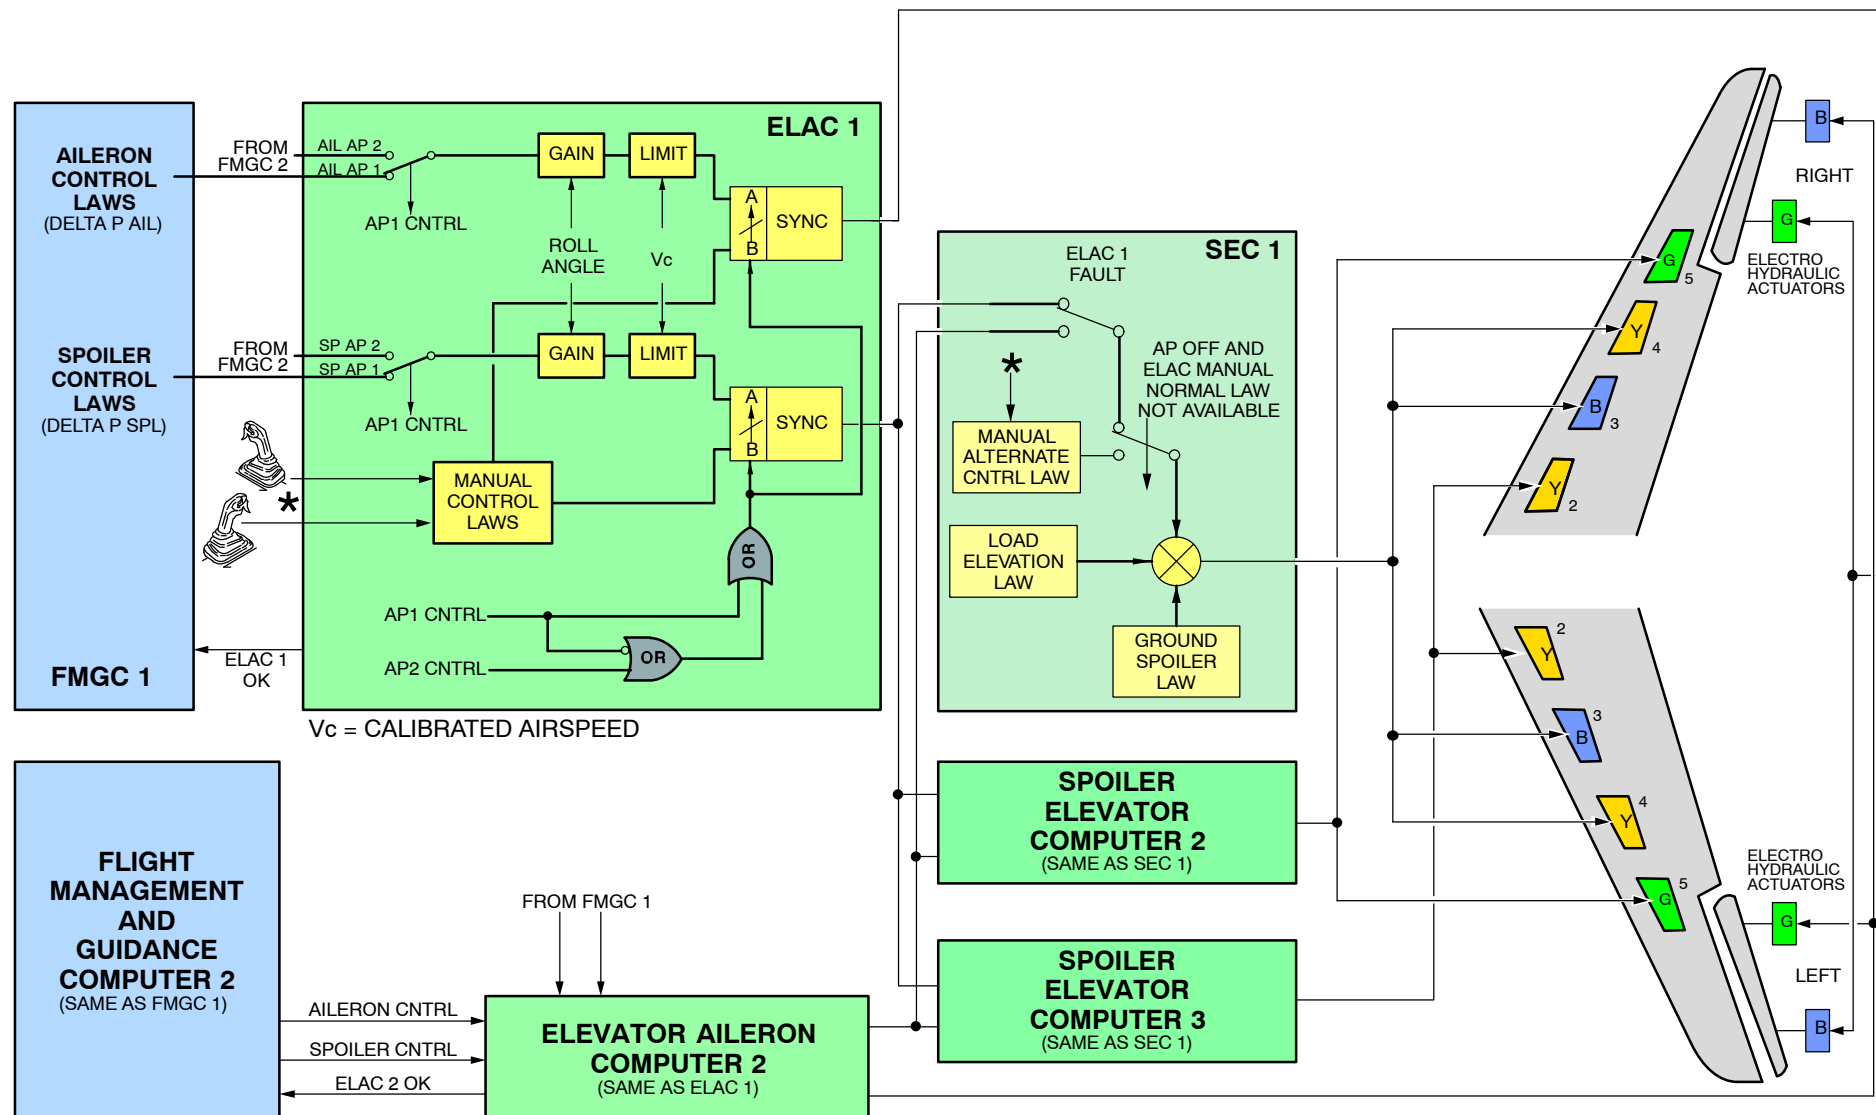 AILERON
CONTROL
LAWS
(DELTA P AIL)
SPOILER
CONTROL
LAWS
(DELTA P SPL)
FMGC 1
FROM
FMGC 2
FROM
FMGC 2
*
ELAC 1
OK
ELAC 1
AIL AP 2
AIL AP 1
AP1 CNTRL
GAIN
LIMIT
A
B
SYNC
ROLL
ANGLE
Vc
SP AP 2
SP AP 1
AP1 CNTRL
GAIN
LIMIT
A
B
SYNC
MANUAL
CONTROL
LAWS
OR
AP1 CNTRL
AP2 CNTRL
OR
Vc = CALIBRATED AIRSPEED
SEC 1
ELAC 1
FAULT
*
AP OFF AND
ELAC MANUAL
NORMAL LAW
NOT AVAILABLE
MANUAL
ALTERNATE
CNTRL LAW
LOAD
ELEVATION
LAW
GROUND
SPOILER
LAW
FLIGHT
MANAGEMENT
AND
GUIDANCE
COMPUTER 2
(SAME AS FMGC 1)
AILERON CNTRL
SPOILER CNTRL
ELAC 2 OK
FROM FMGC 1
ELEVATOR AILERON
COMPUTER 2
(SAME AS ELAC 1)
SPOILER
ELEVATOR
COMPUTER 2
(SAME AS SEC 1)
SPOILER
ELEVATOR
COMPUTER 3
(SAME AS SEC 1)
B
RIGHT
G
ELECTRO
HYDRAULIC
ACTUATORS
G
5
Y
4
B
3
Y
2
Y
2
B
3
Y
4
G
5
ELECTRO
HYDRAULIC
ACTUATORS
G
LEFT
B